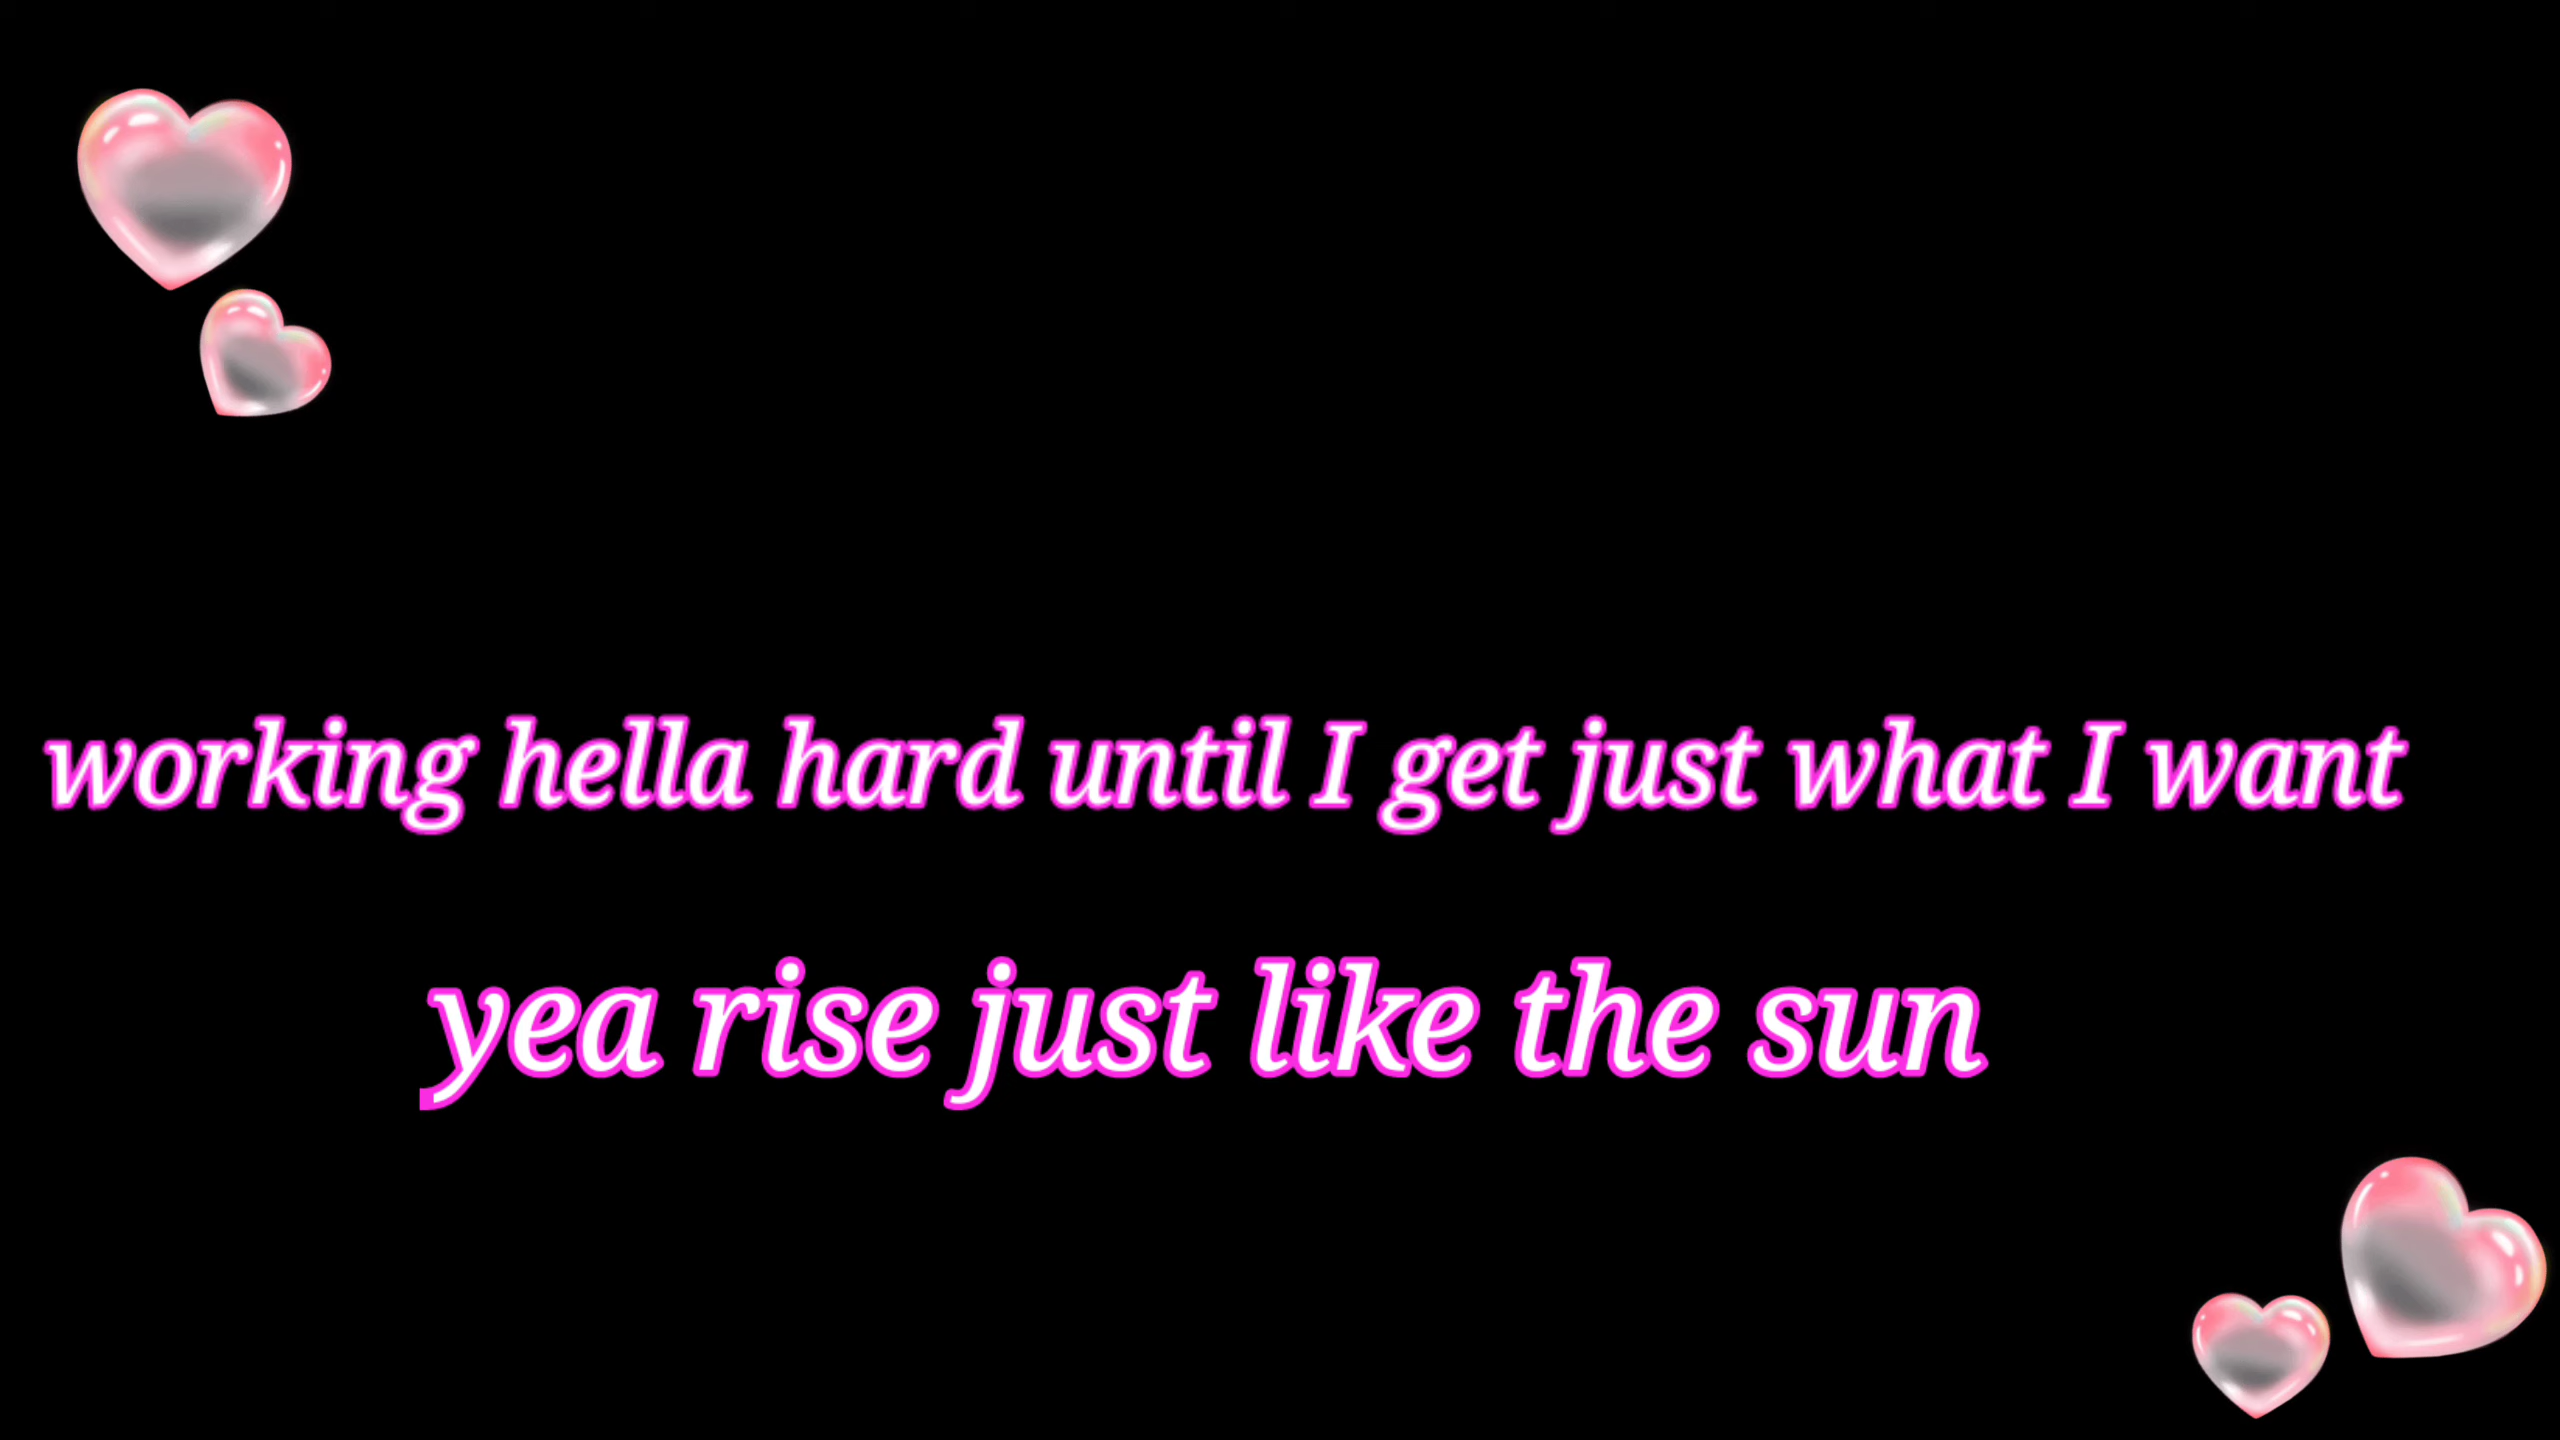 working hella hard until I get just what I want
yea rise just like the sun